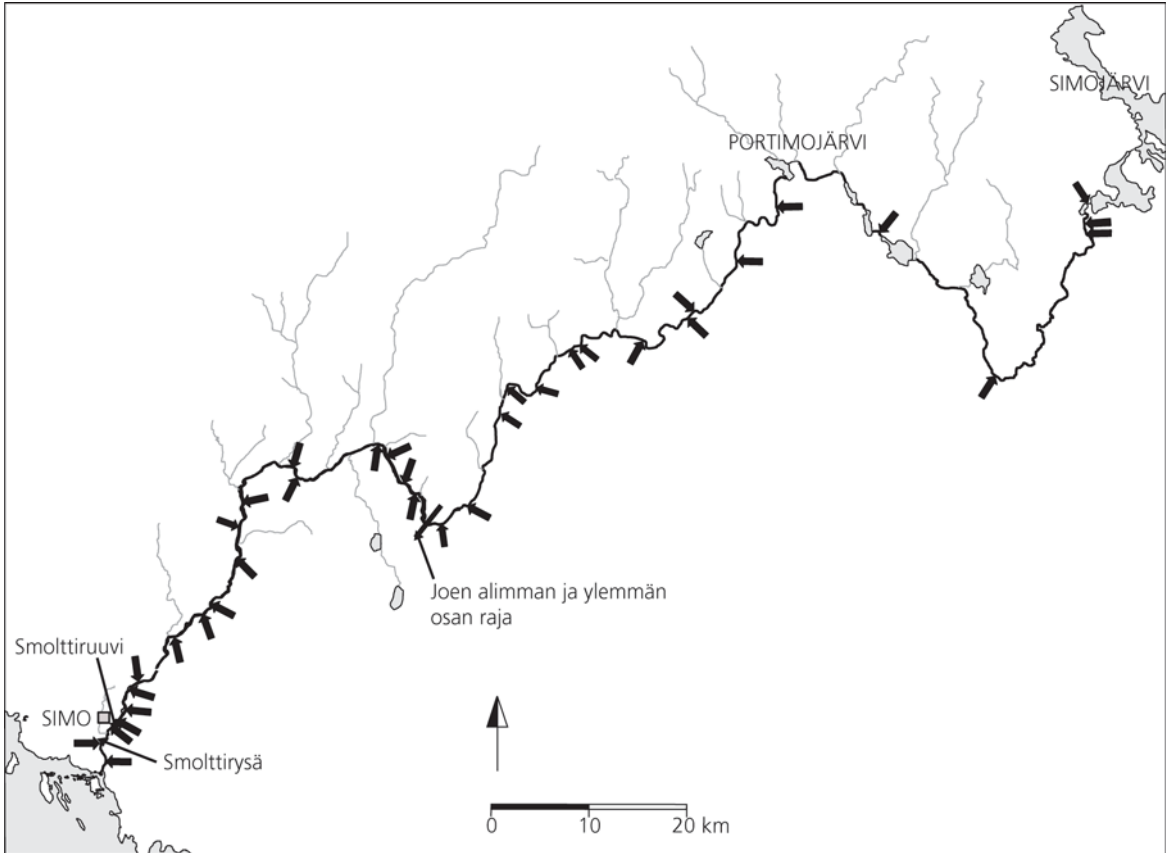 SIMOJÄRVI
PORTIMOJÄRVI
Joen alimman ja ylemmän
osan raja
Smolttiruuvi
SIMO
Smolttirysä
0 10 20 km